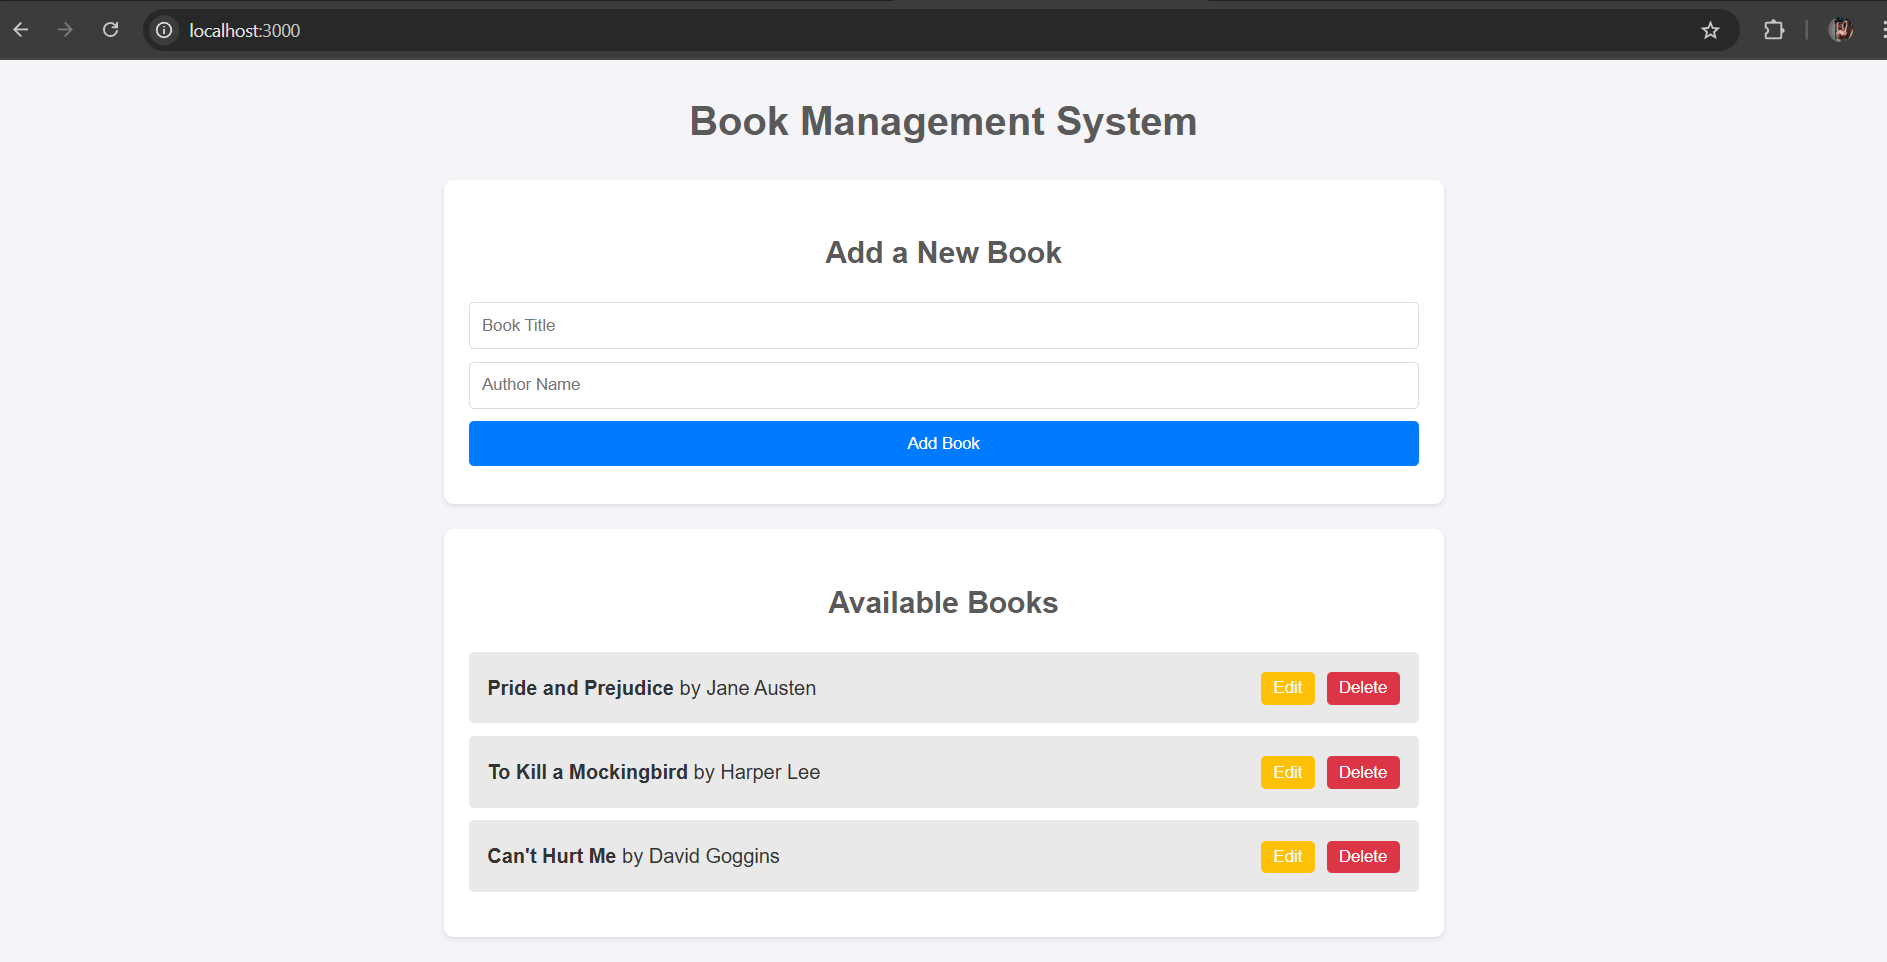 localhost:3000
Book Management System
Add a New Book
Book Title
Author Name
Add Book
Available Books
Pride and Prejudice by Jane Austen Edit Delete
To Kill a Mockingbird by Harper Lee Edit Delete
Can't Hurt Me by David Goggins Edit Delete